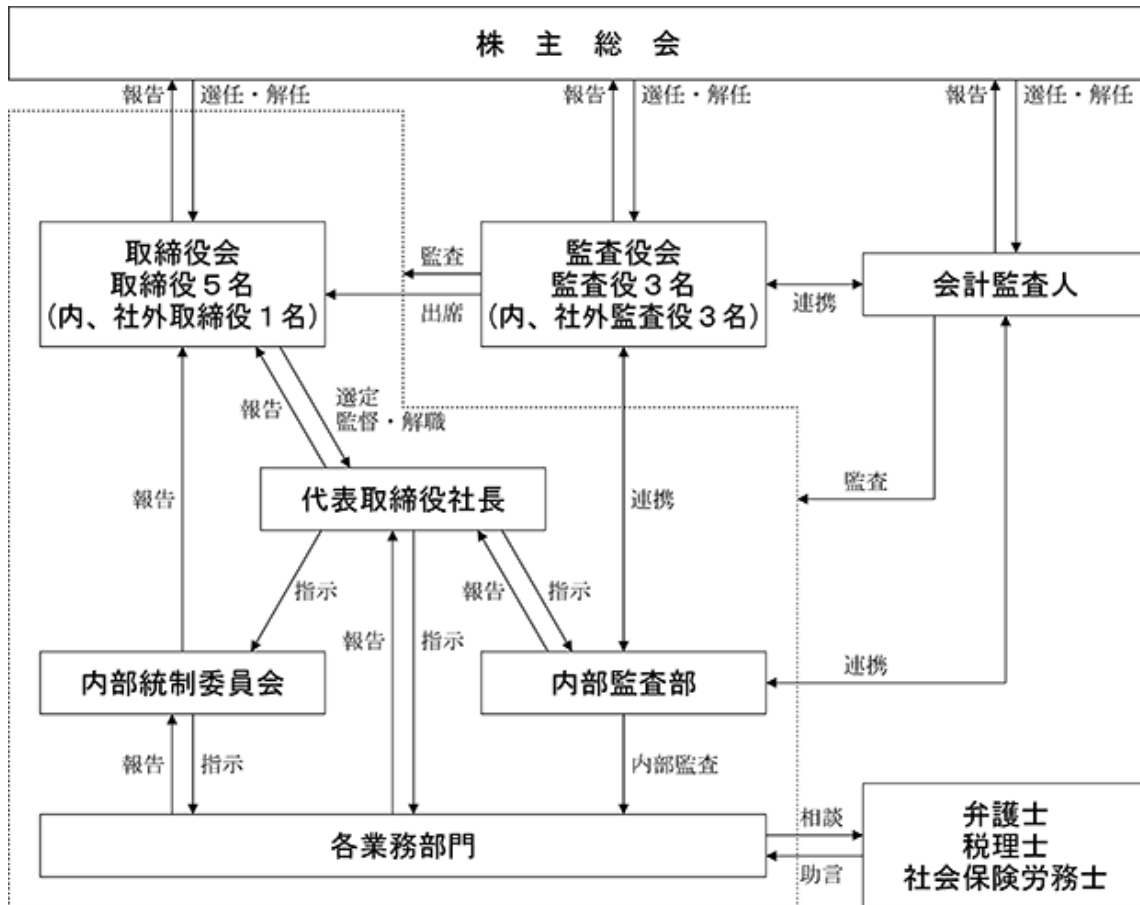 株 主 総 会
報告
選任・解任
報告
選任・解任
報告
選任・解任
取締役会
取締役５名
(内、社外取締役１名)
監査
出席
監査役会
監査役３名
(内、社外監査役３名)
連携
会計監査人
報告
選定
監督・解職
報告
代表取締役社長
連携
監査
指示
報告
指示
報告
指示
内部統制委員会
内部監査部
連携
報告
指示
内部監査
各業務部門
相談
助言
弁護士
税理士
社会保険労務士